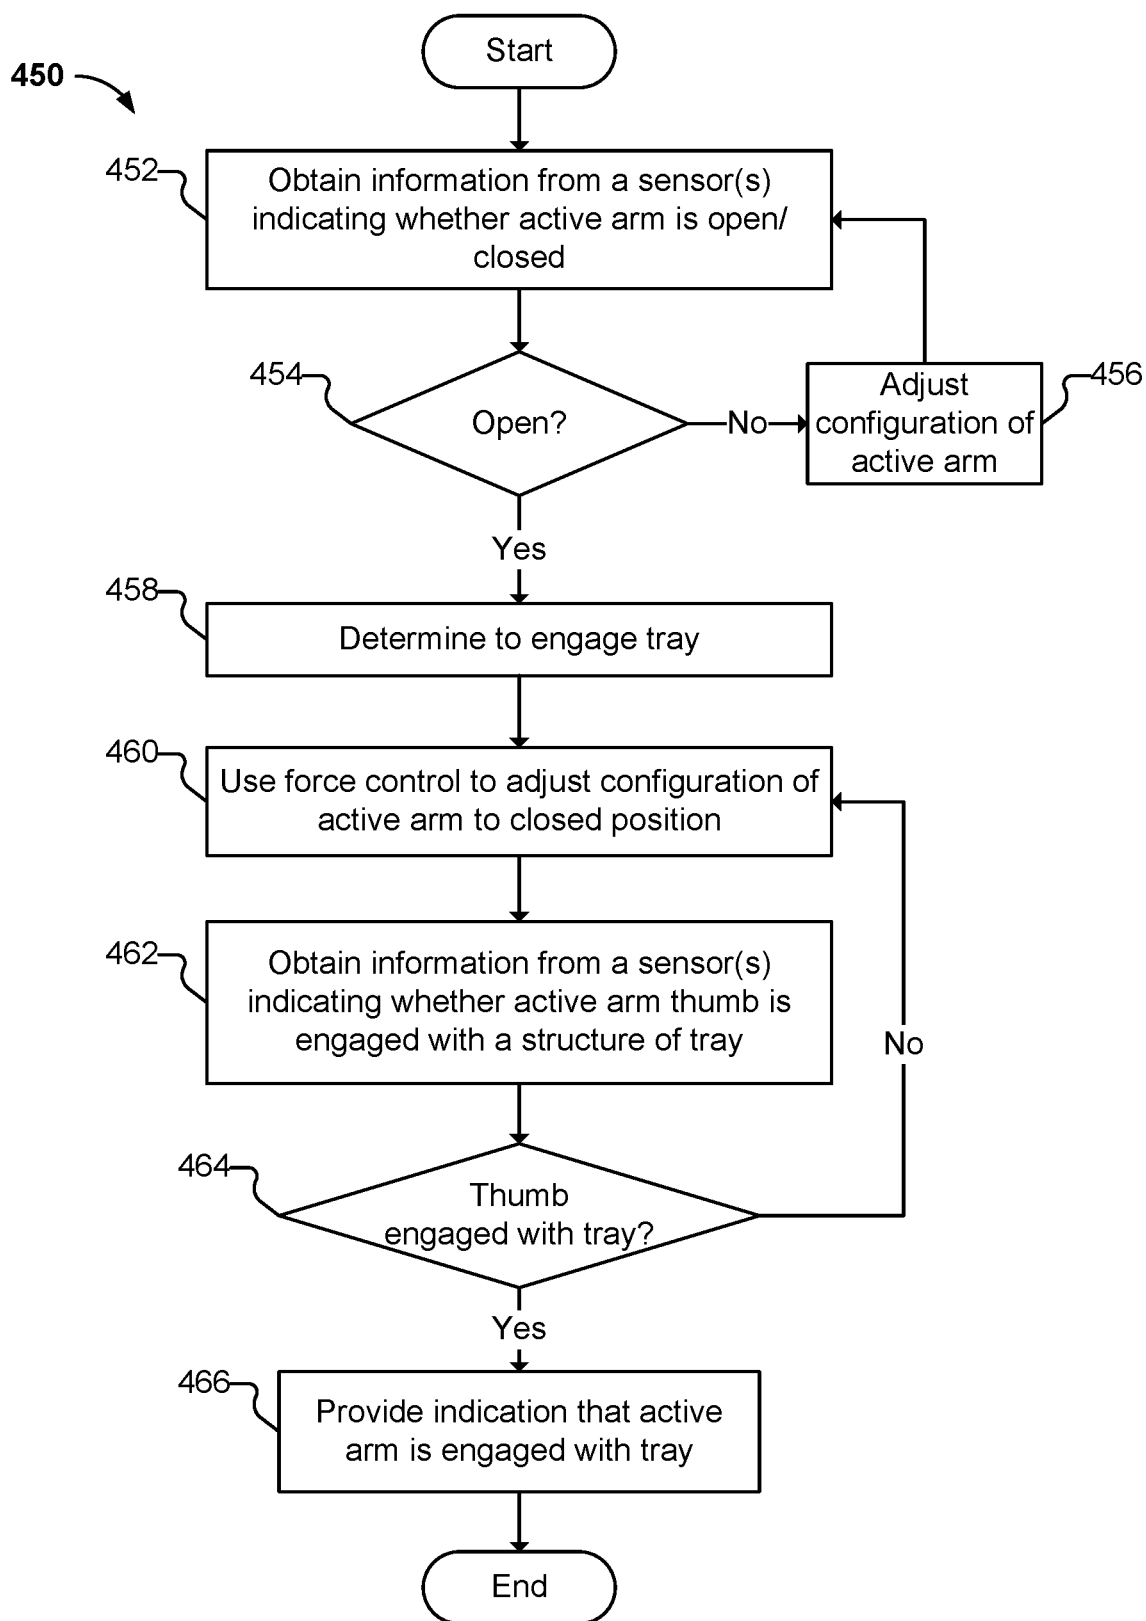 Start
450
452
Obtain information from a sensor(s)
indicating whether active arm is open/
closed
454
Open?
No
Adjust
configuration of
active arm
456
Yes
458
Determine to engage tray
460
Use force control to adjust configuration of
active arm to closed position
462
Obtain information from a sensor(s)
indicating whether active arm thumb is
engaged with a structure of tray
No
464
Thumb
engaged with tray?
Yes
466
Provide indication that active
arm is engaged with tray
End